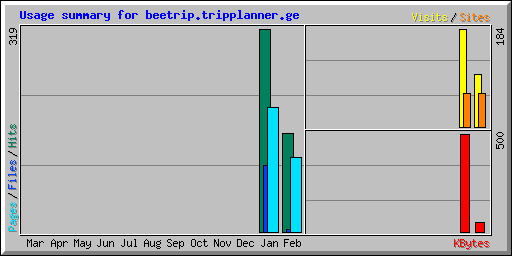 Usage summary for beetrip.tripplanner.ge
Visits / Sites
319
184
500
Pages / Files / Hits
Mar Apr May Jun Jul Aug Sep Oct Nov Dec Jan Feb
KBytes